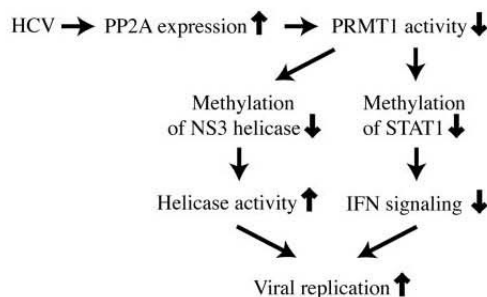 HCV PP2A expression PRMT1 activity
Methylation
of NS3 helicase
Methylation
of STAT1
Helicase activity IFN signaling
Viral replication